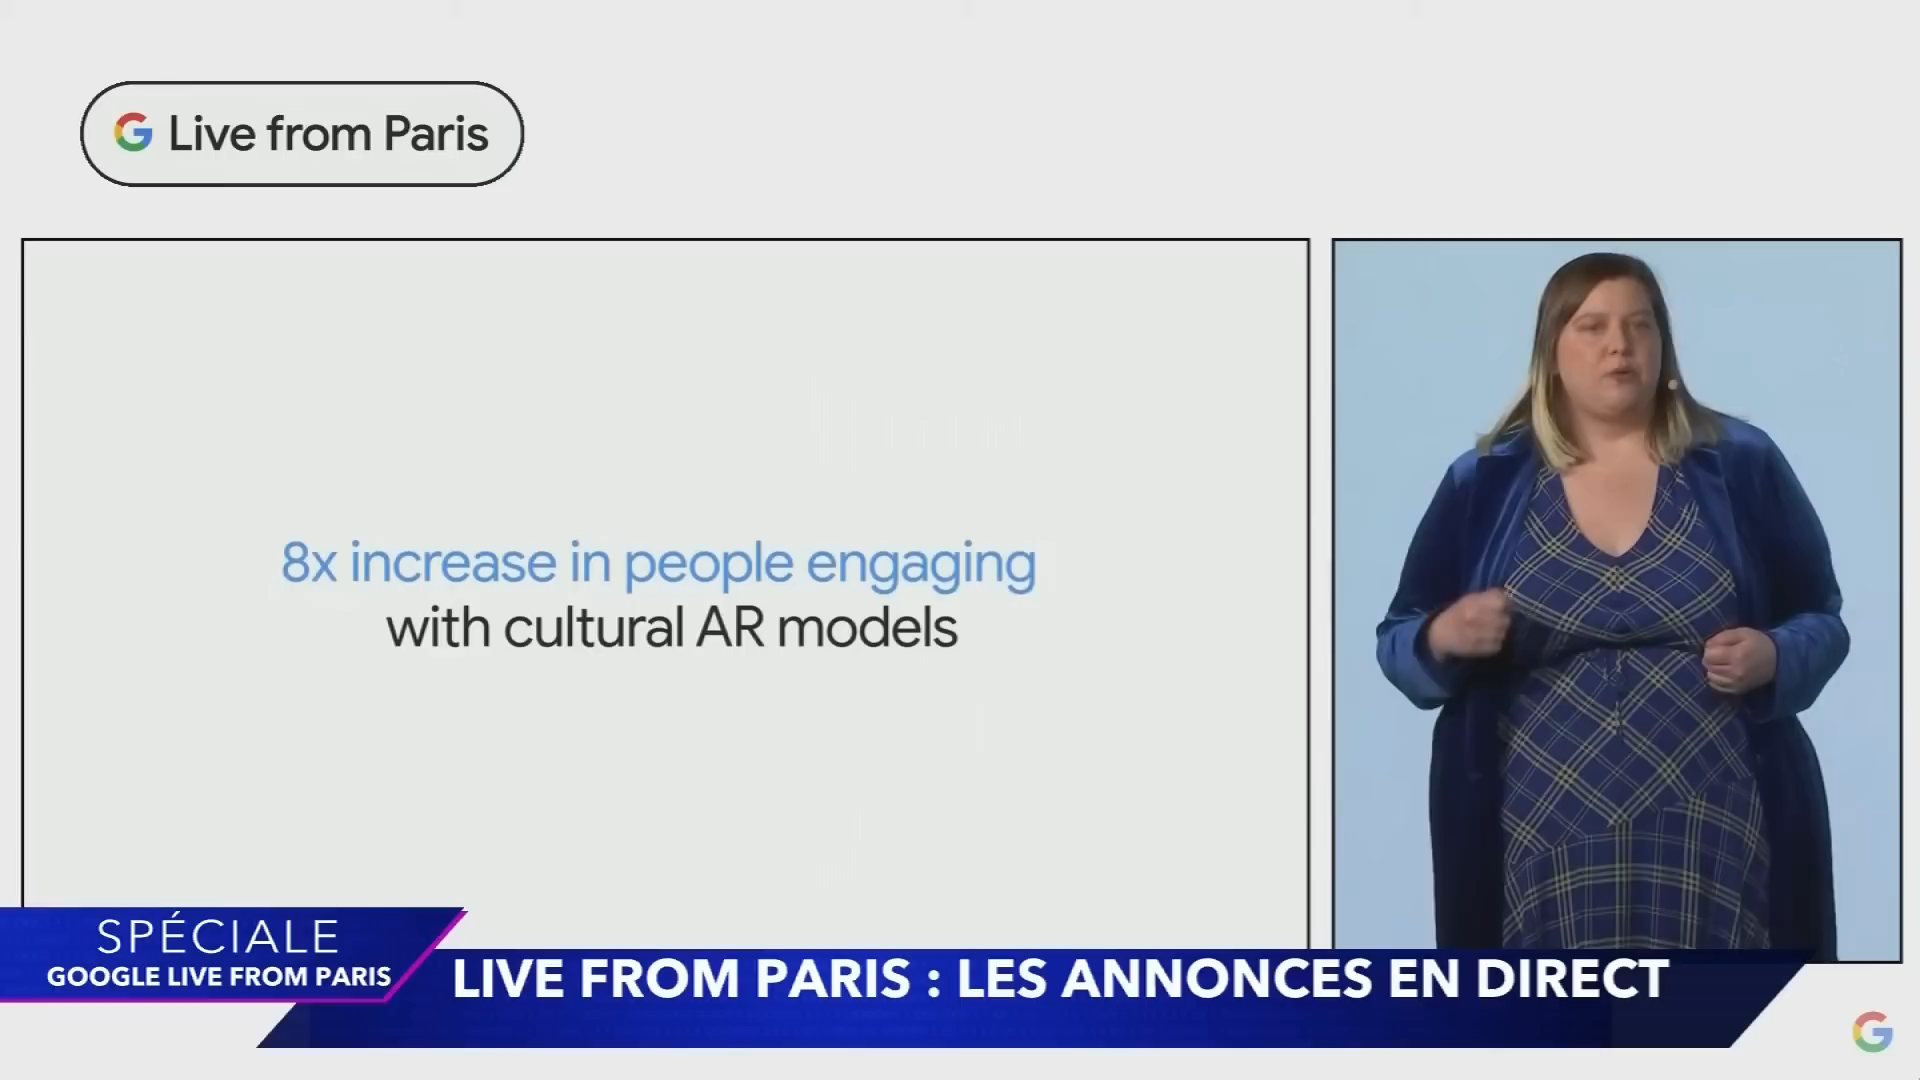 Live from Paris
8x increase in people engaging
with cultural AR models
SPÉCIALE
GOOGLE LIVE FROM PARIS
LIVE FROM PARIS : LES ANNONCES EN DIRECT